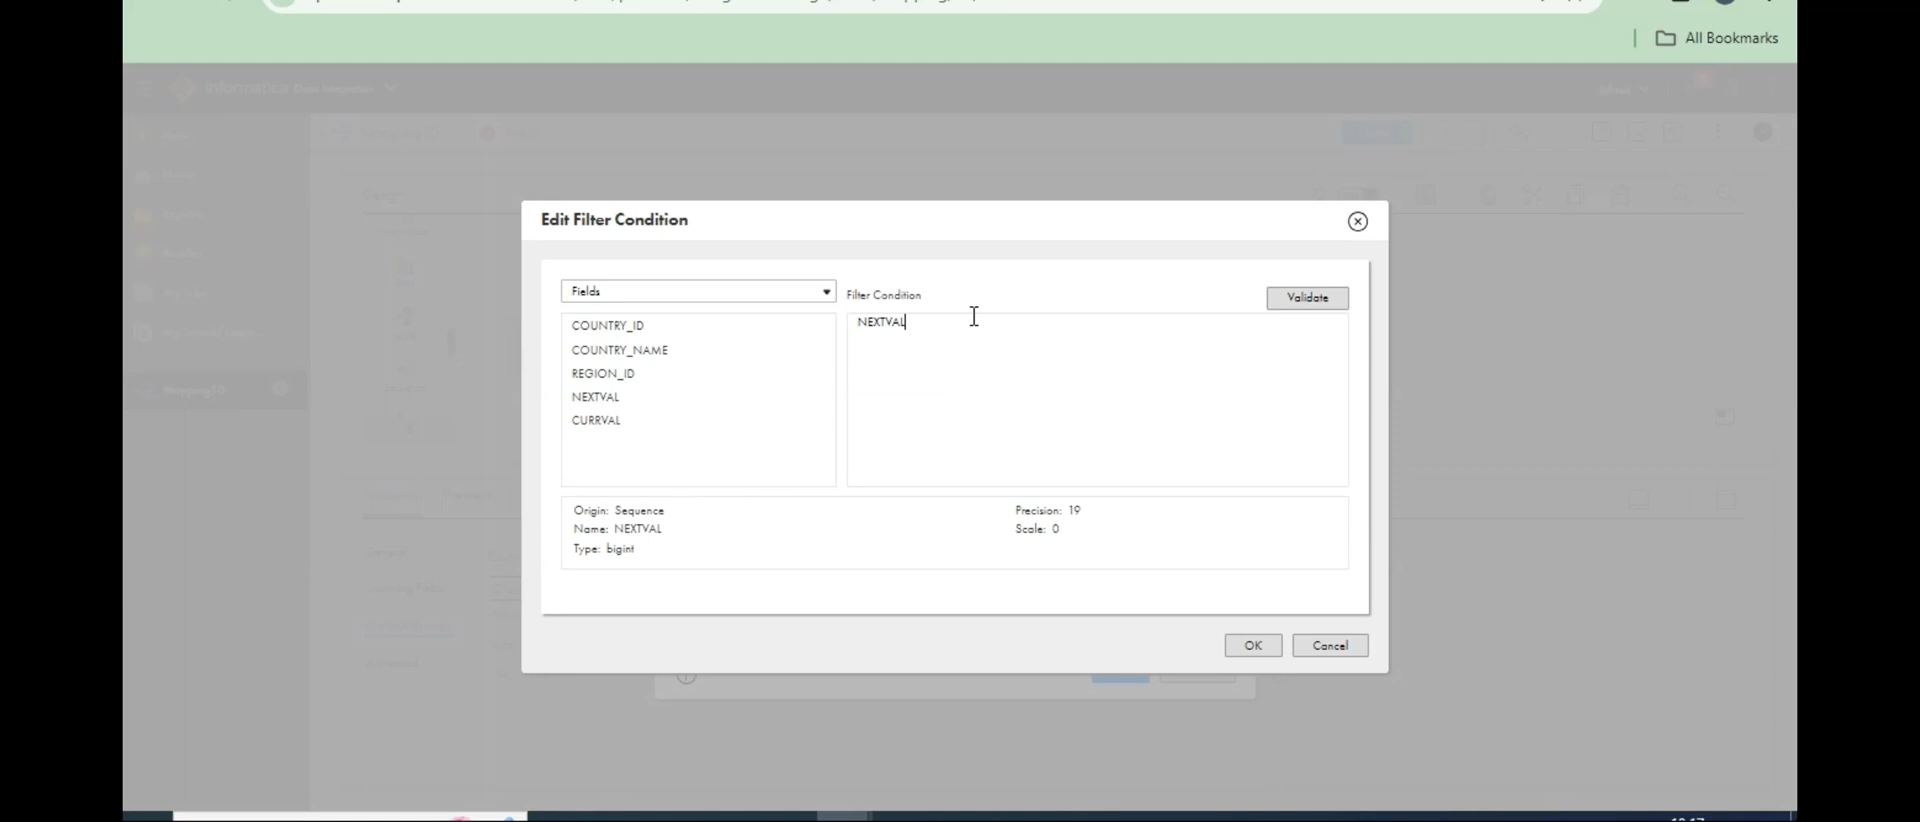 All Bookmarks
Informatica
Edit Filter Condition
Fields
Filter Condition
Validate
COUNTRY_ID
COUNTRY_NAME
REGION_ID
NEXTVAL
CURRVAL
NEXTVAL
Origin: Sequence
Name: NEXTVAL
Type: bigint
Precision: 19
Scale: 0
OK
Cancel